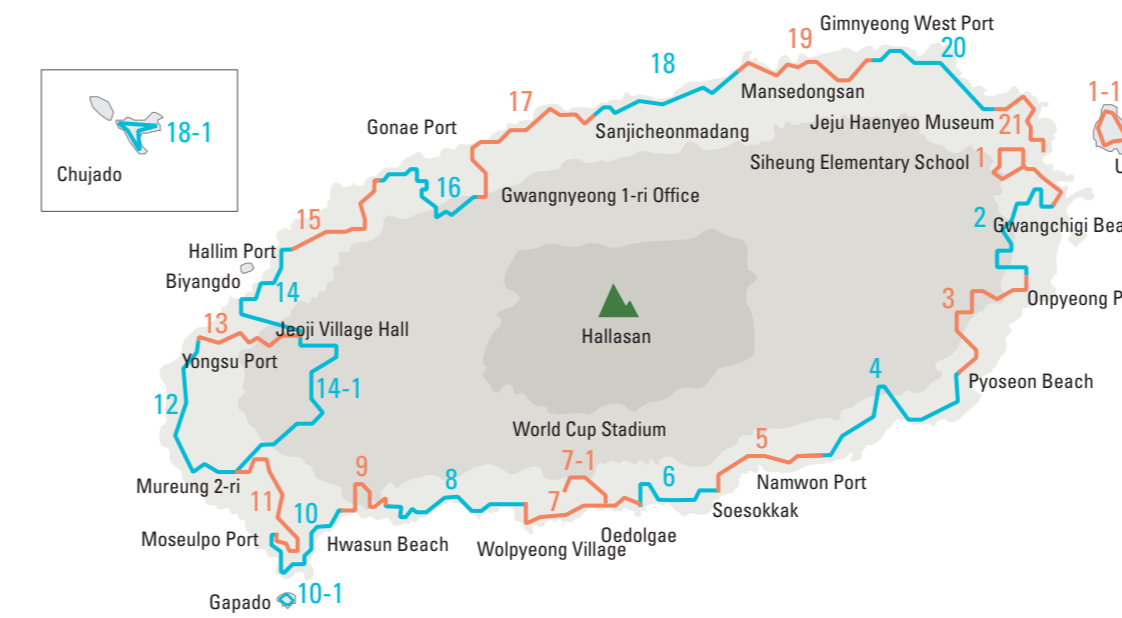 Gimnyeong West Port
19
20
18
Mansedongsan
1-1
17
18-1
Gonae Port
Sanjicheonmadang
Jeju Haenyeo Museum
21
Chujado
Siheung Elementary School
1
16
Gwangnyeong 1-ri Office
15
2
Gwangchigi Bea
Hallim Port
Biyangdo
14
3
Onpyeong P
13
Jeoji Village Hall
Hallasan
Yongsu Port
4
Pyoseon Beach
14-1
12
World Cup Stadium
5
7-1
9
8
6
Namwon Port
Mureung 2-ri
11
10
7
Soesokkak
Moseulpo Port
Hwasun Beach
Wolpyeong Village
Oedolgae
Gapado
10-1